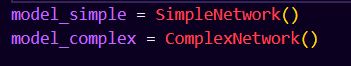 model_simple = SimpleNetwork()
model_complex = ComplexNetwork()